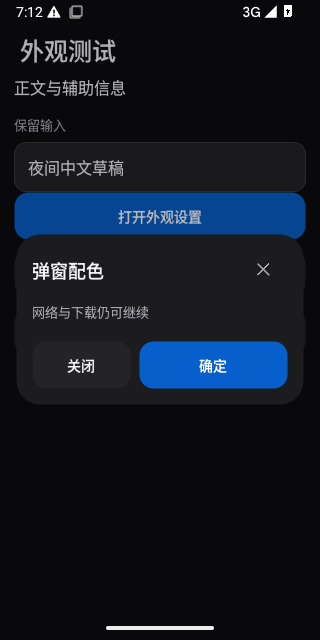 7:12
3G
外观测试
正文与辅助信息
保留输入
夜间中文草稿
打开外观设置
弹窗配色
网络与下载仍可继续
关闭 确定